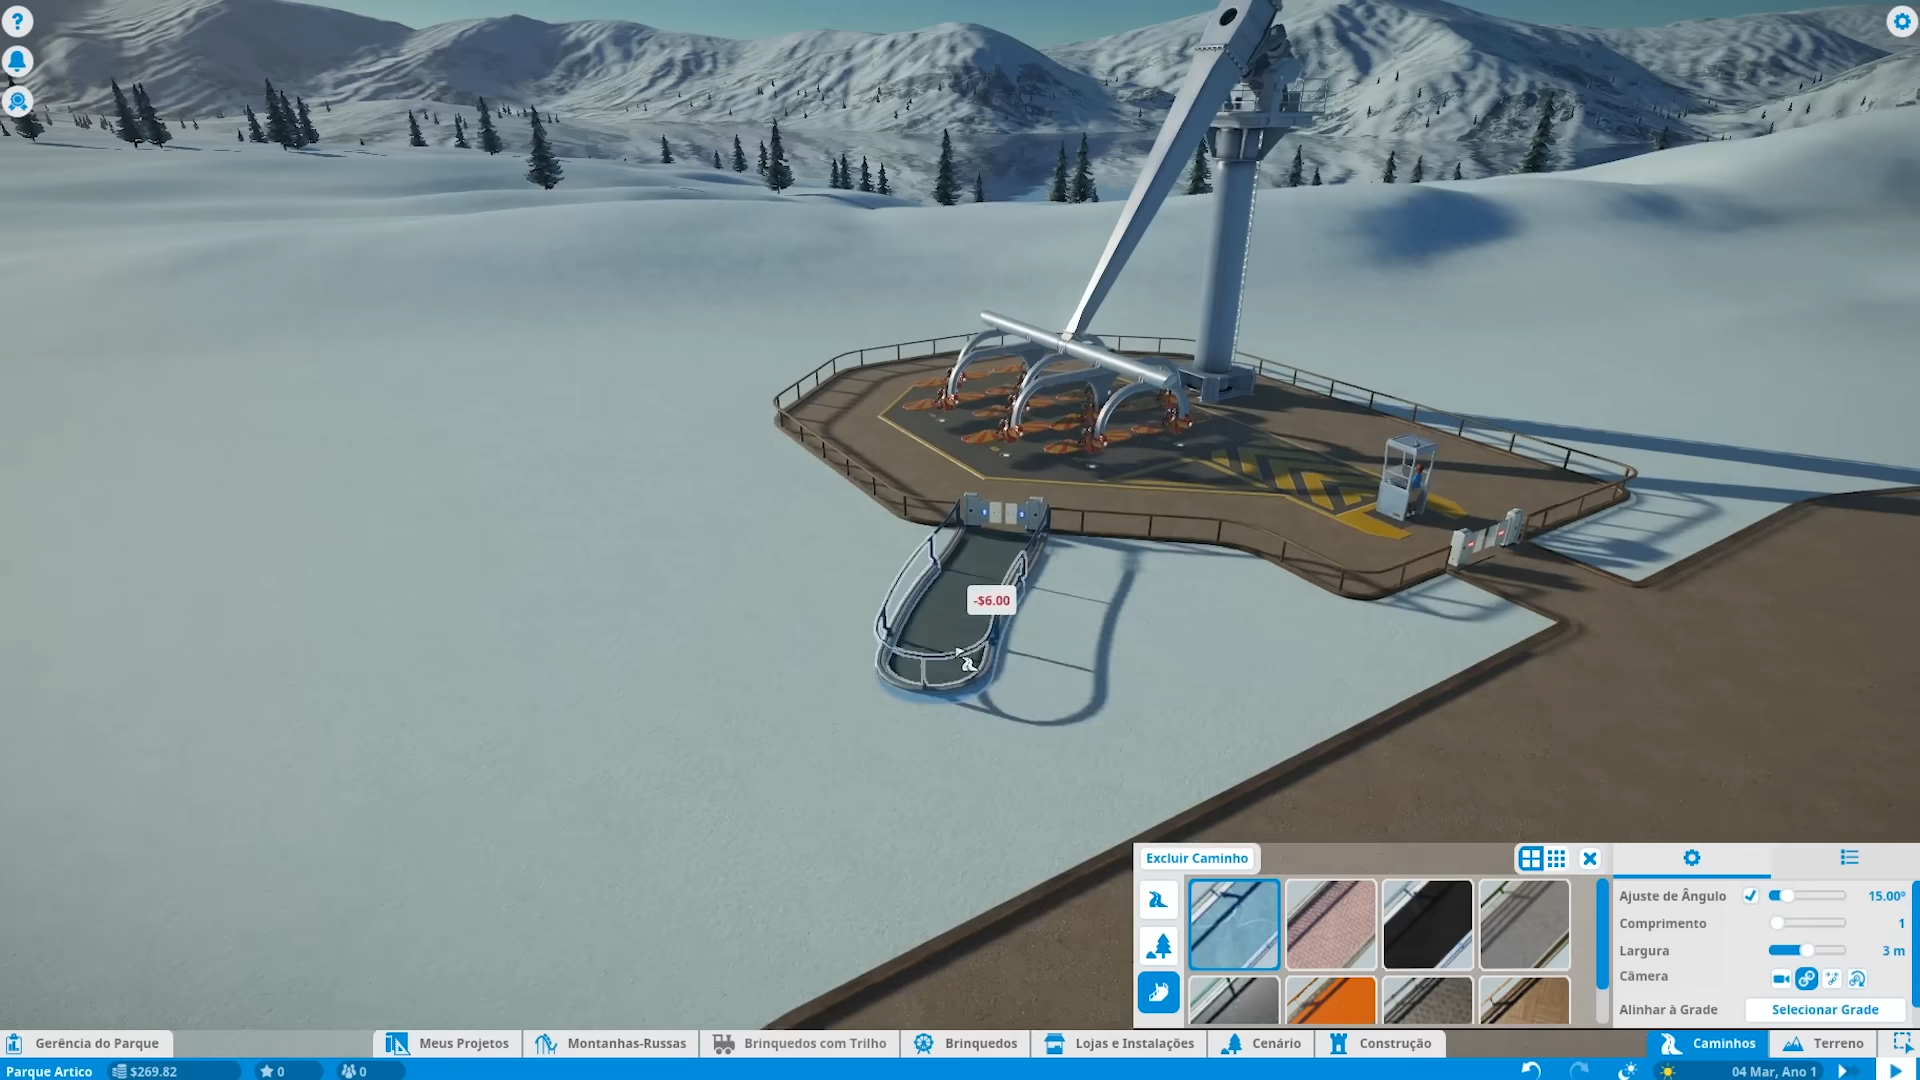 ?
-$6.00
Excluir Caminho
Ajuste de Ângulo 15.00°
Comprimento 1
Largura 3 m
Câmera
Alinhar à Grade Selecionar Grade
Gerência do Parque Meus Projetos Montanhas-Russas Brinquedos com Trilho Brinquedos Lojas e Instalações Cenário Construção Caminhos Terreno
Parque Artico $269.82 0 0 04 Mar, Ano 1